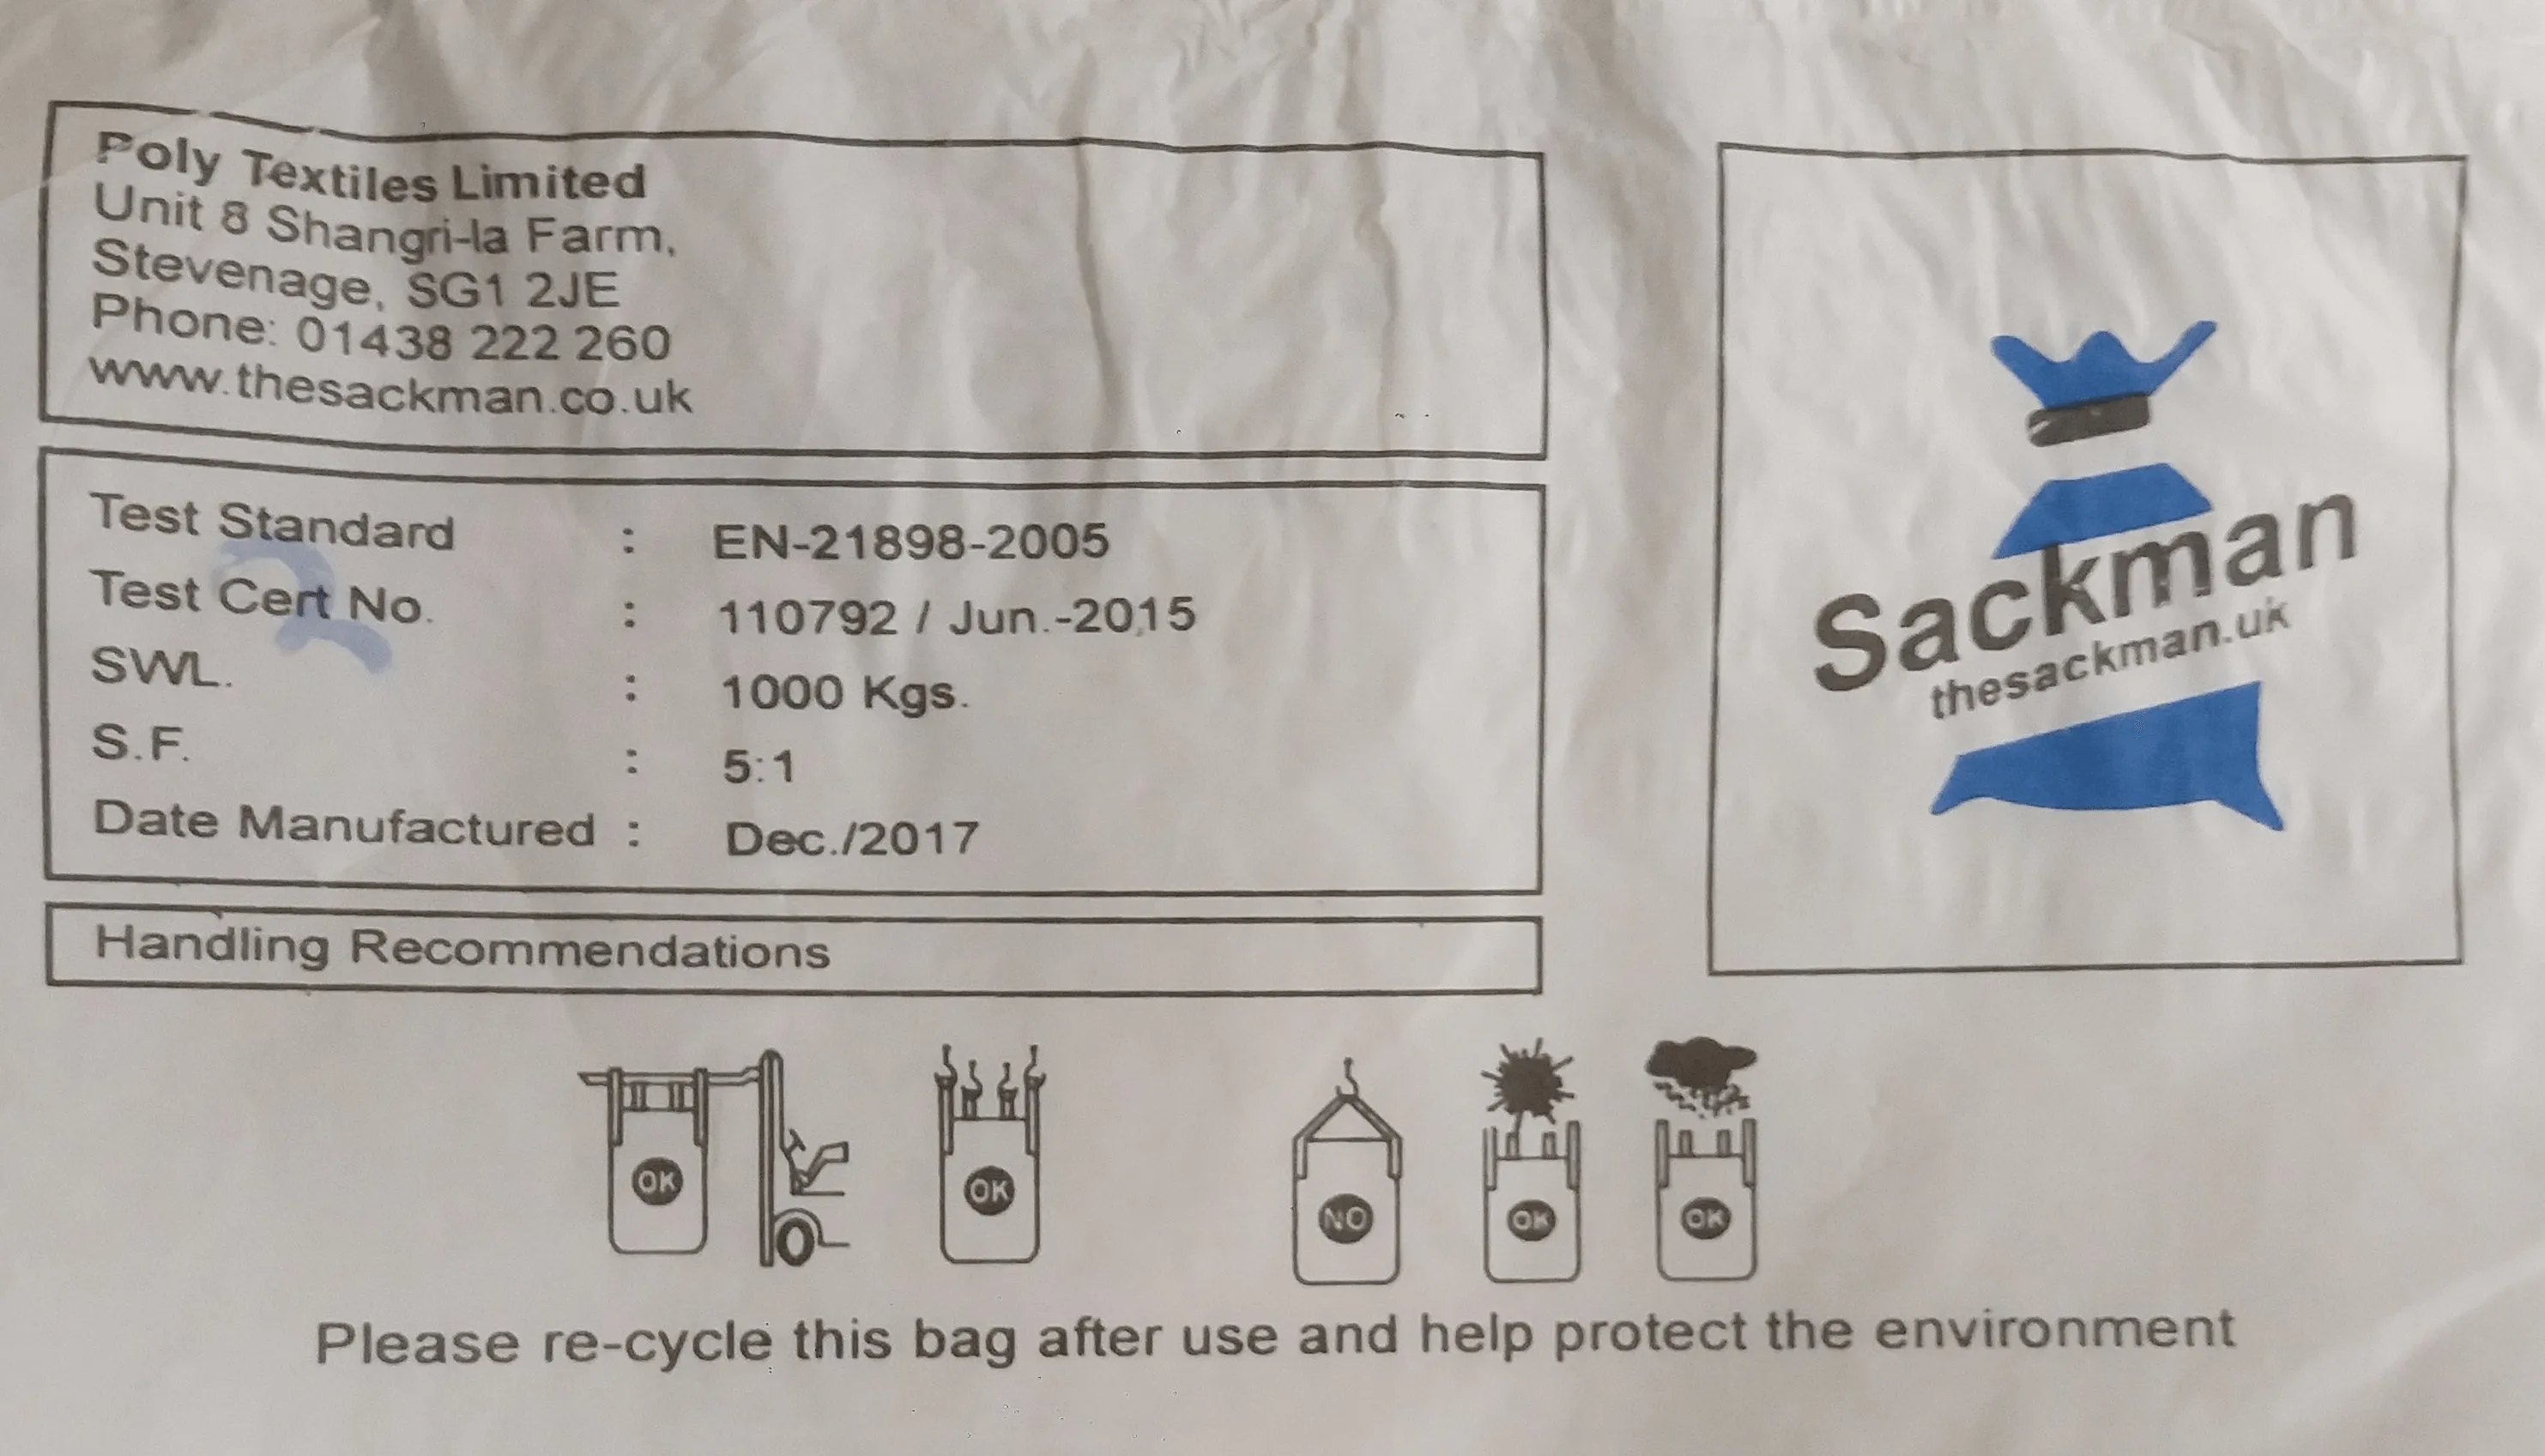 Poly Textiles Limited
Unit 8 Shangri-la Farm,
Stevenage, SG1 2JE
Phone: 01438 222 260
www.thesackman.co.uk
Test Standard : EN-21898-2005
Test Cert No. : 110792 / Jun.-2015
SWL. : 1000 Kgs.
S.F. : 5:1
Date Manufactured : Dec./2017
Handling Recommendations
Sackman
thesackman.uk
OK OK NO OK OK
Please re-cycle this bag after use and help protect the environment